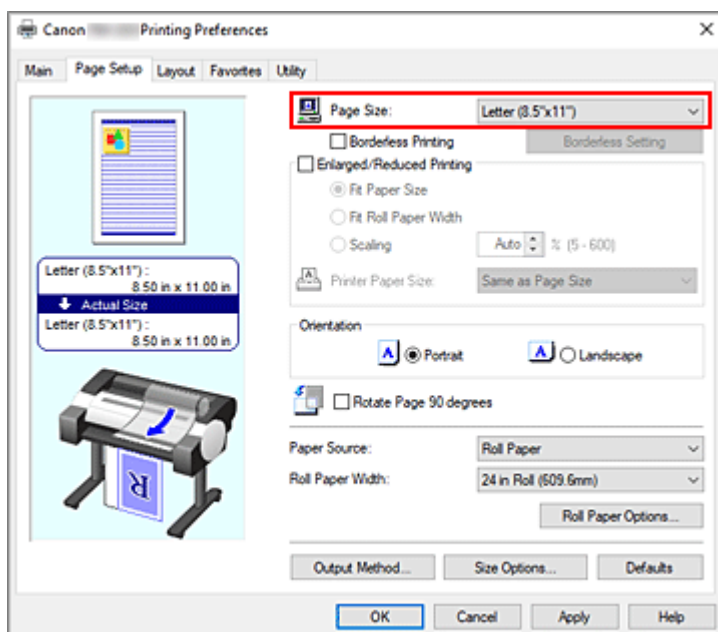 Canon Printing Preferences
Main Page Setup Layout Favorites Utility
Page Size: Letter (8.5"x11")
Borderless Printing Borderless Setting
Enlarged/Reduced Printing
Fit Paper Size
Fit Roll Paper Width
Scaling Auto % (5 - 600)
Printer Paper Size: Same as Page Size
Letter (8.5"x11") :
8.50 in x 11.00 in
Actual Size
Letter (8.5"x11") :
8.50 in x 11.00 in
Orientation
A Portrait A Landscape
Rotate Page 90 degrees
R
Paper Source: Roll Paper
Roll Paper Width: 24 in Roll (609.6mm)
Roll Paper Options...
Output Method... Size Options... Defaults
OK Cancel Apply Help